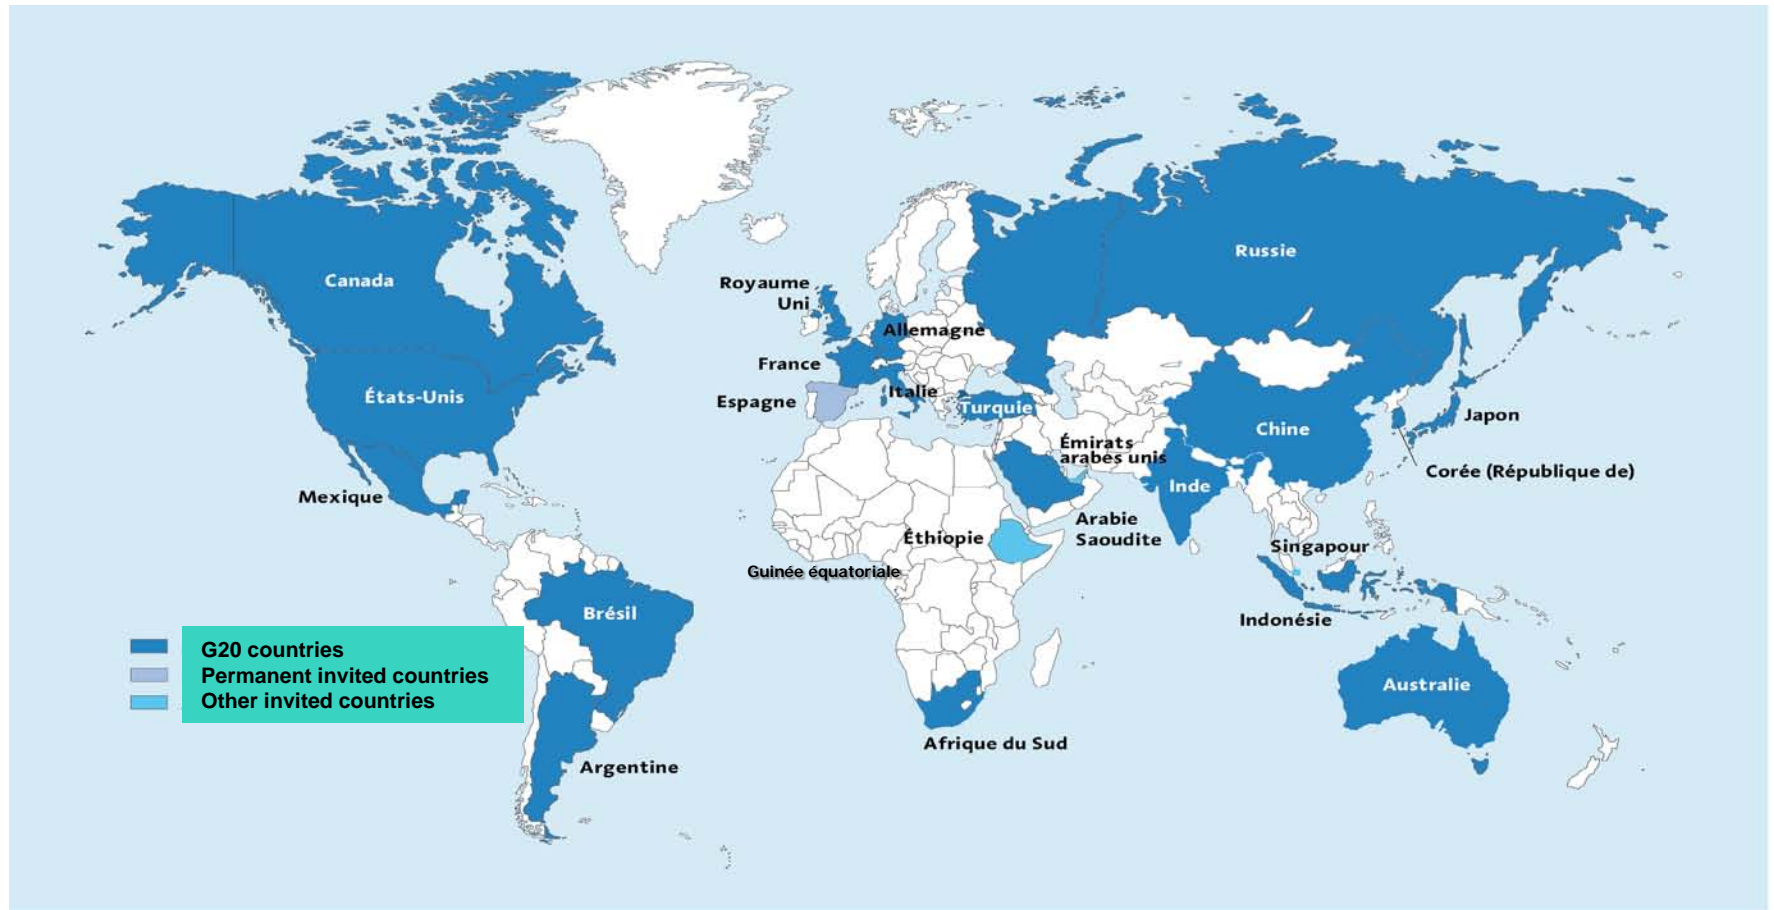 Canada
États-Unis
Mexique
Brésil
Argentine
Royaume
Uni
Allemagne
France
Italie
Espagne
Turquie
Russie
Chine
Japon
Corée (République de)
Émirats
arabes unis
Inde
Arabie
Saoudite
Éthiopie
Guinée équatoriale
Singapour
Indonésie
Australie
Afrique du Sud
G20 countries
Permanent invited countries
Other invited countries